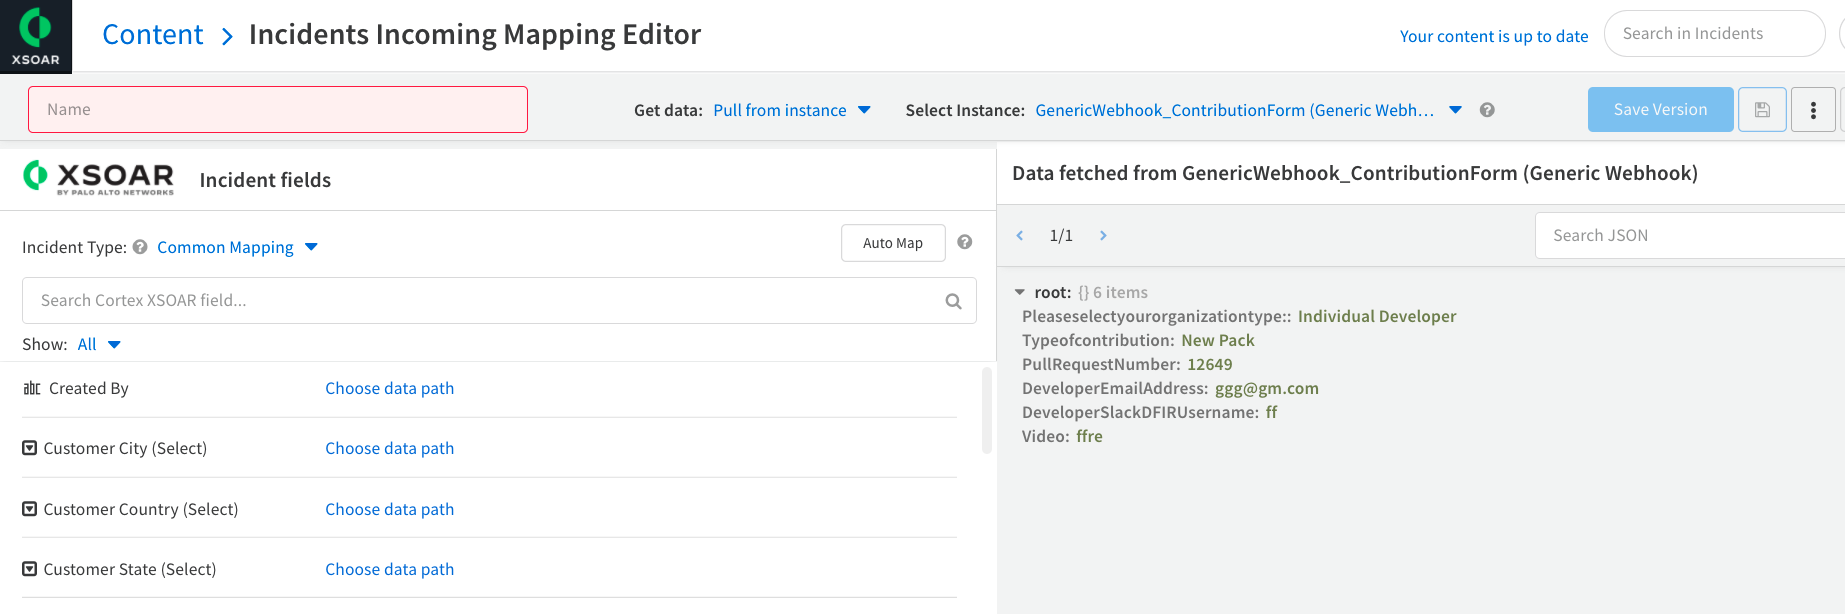 XSOAR
Content > Incidents Incoming Mapping Editor
Your content is up to date
Search in Incidents
Name
Get data: Pull from instance
Select Instance: GenericWebhook_ContributionForm (Generic Webh...
Save Version
XSOAR
BY PALO ALTO NETWORKS
Incident fields
Data fetched from GenericWebhook_ContributionForm (Generic Webhook)
Incident Type: Common Mapping
Auto Map
1/1
Search JSON
Search Cortex XSOAR field...
Show: All
Created By Choose data path
Customer City (Select) Choose data path
Customer Country (Select) Choose data path
Customer State (Select) Choose data path
root: {} 6 items
Pleaseselectyourorganizationtype:: Individual Developer
Typeofcontribution: New Pack
PullRequestNumber: 12649
DeveloperEmailAddress: ggg@gm.com
DeveloperSlackDFIRUsername: ff
Video: ffre